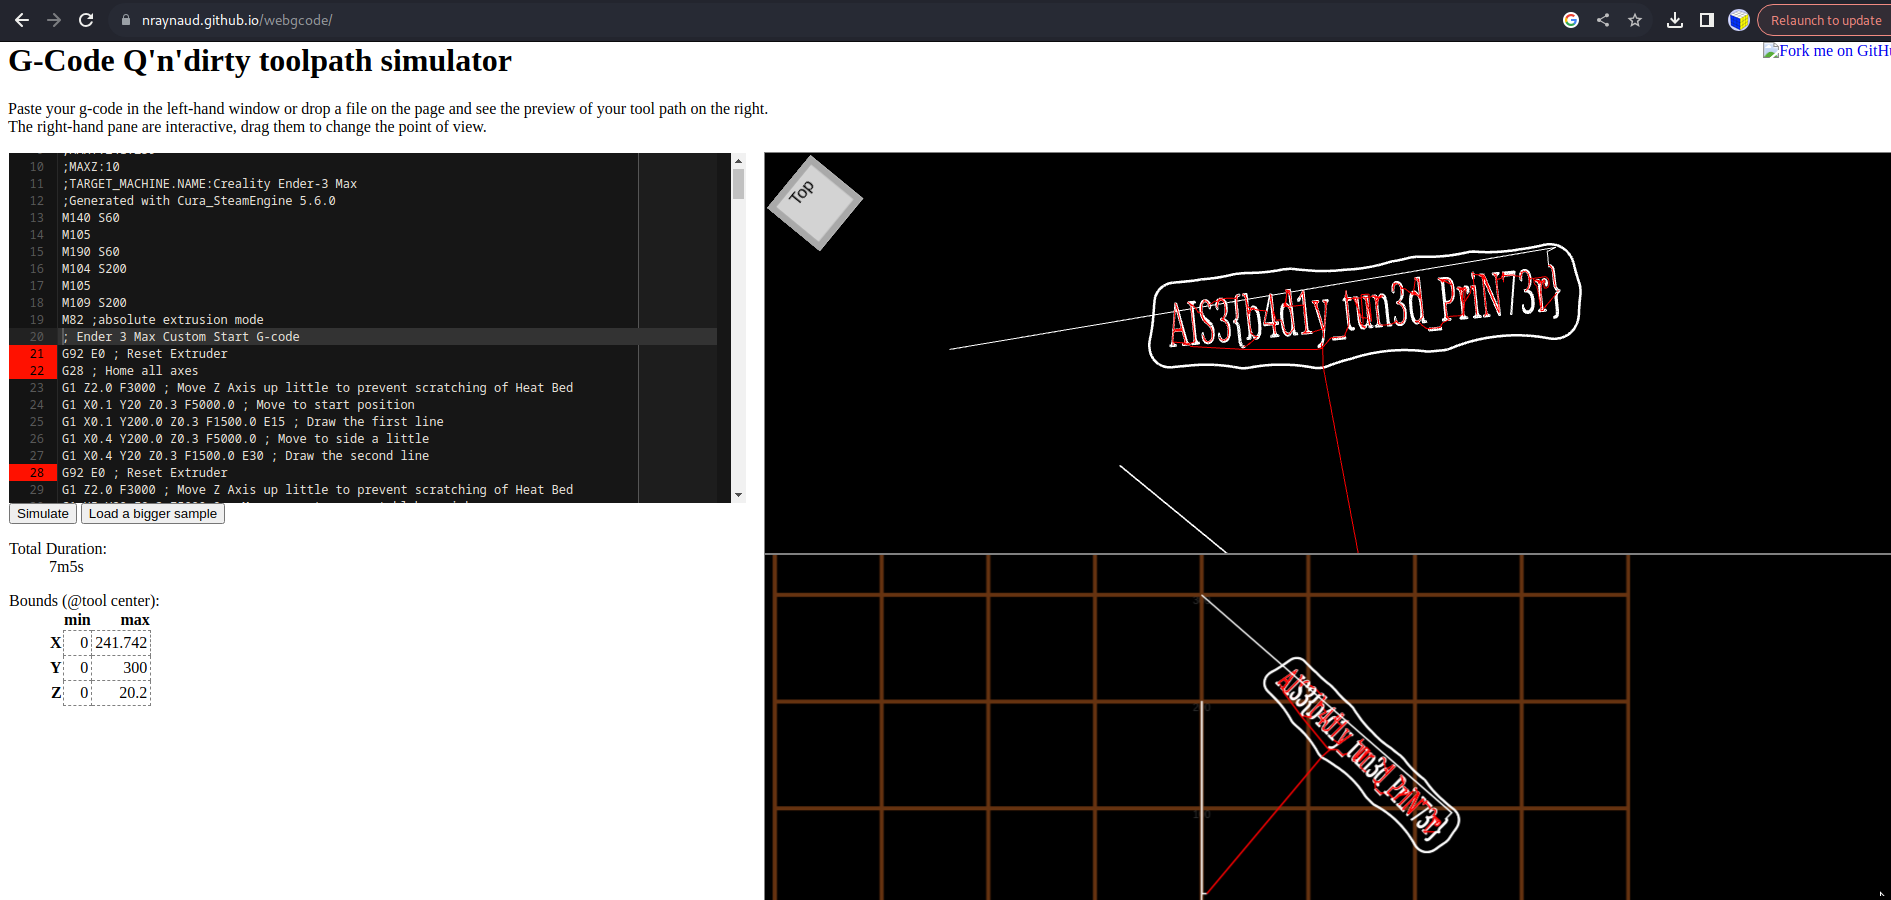 nraynaud.github.io/webgcode/
Relaunch to update
G-Code Q'n'dirty toolpath simulator
Fork me on GitHu
Paste your g-code in the left-hand window or drop a file on the page and see the preview of your tool path on the right.
The right-hand pane are interactive, drag them to change the point of view.
10 ;MAXZ:10
11 ;TARGET_MACHINE.NAME:Creality Ender-3 Max
12 ;Generated with Cura_SteamEngine 5.6.0
13 M140 S60
14 M105
15 M190 S60
16 M104 S200
17 M105
18 M109 S200
19 M82 ;absolute extrusion mode
20 ; Ender 3 Max Custom Start G-code
21 G92 E0 ; Reset Extruder
22 G28 ; Home all axes
23 G1 Z2.0 F3000 ; Move Z Axis up little to prevent scratching of Heat Bed
24 G1 X0.1 Y20 Z0.3 F5000.0 ; Move to start position
25 G1 X0.1 Y200.0 Z0.3 F1500.0 E15 ; Draw the first line
26 G1 X0.4 Y200.0 Z0.3 F5000.0 ; Move to side a little
27 G1 X0.4 Y20 Z0.3 F1500.0 E30 ; Draw the second line
28 G92 E0 ; Reset Extruder
29 G1 Z2.0 F3000 ; Move Z Axis up little to prevent scratching of Heat Bed
Simulate Load a bigger sample
Total Duration:
7m5s
Bounds (@tool center):
min max
X 0 241.742
Y 0 300
Z 0 20.2
Top
AIS3{b4d1y_tun3d_PriN73r}
AIS3{b4d1y_tun3d_PriN73r}